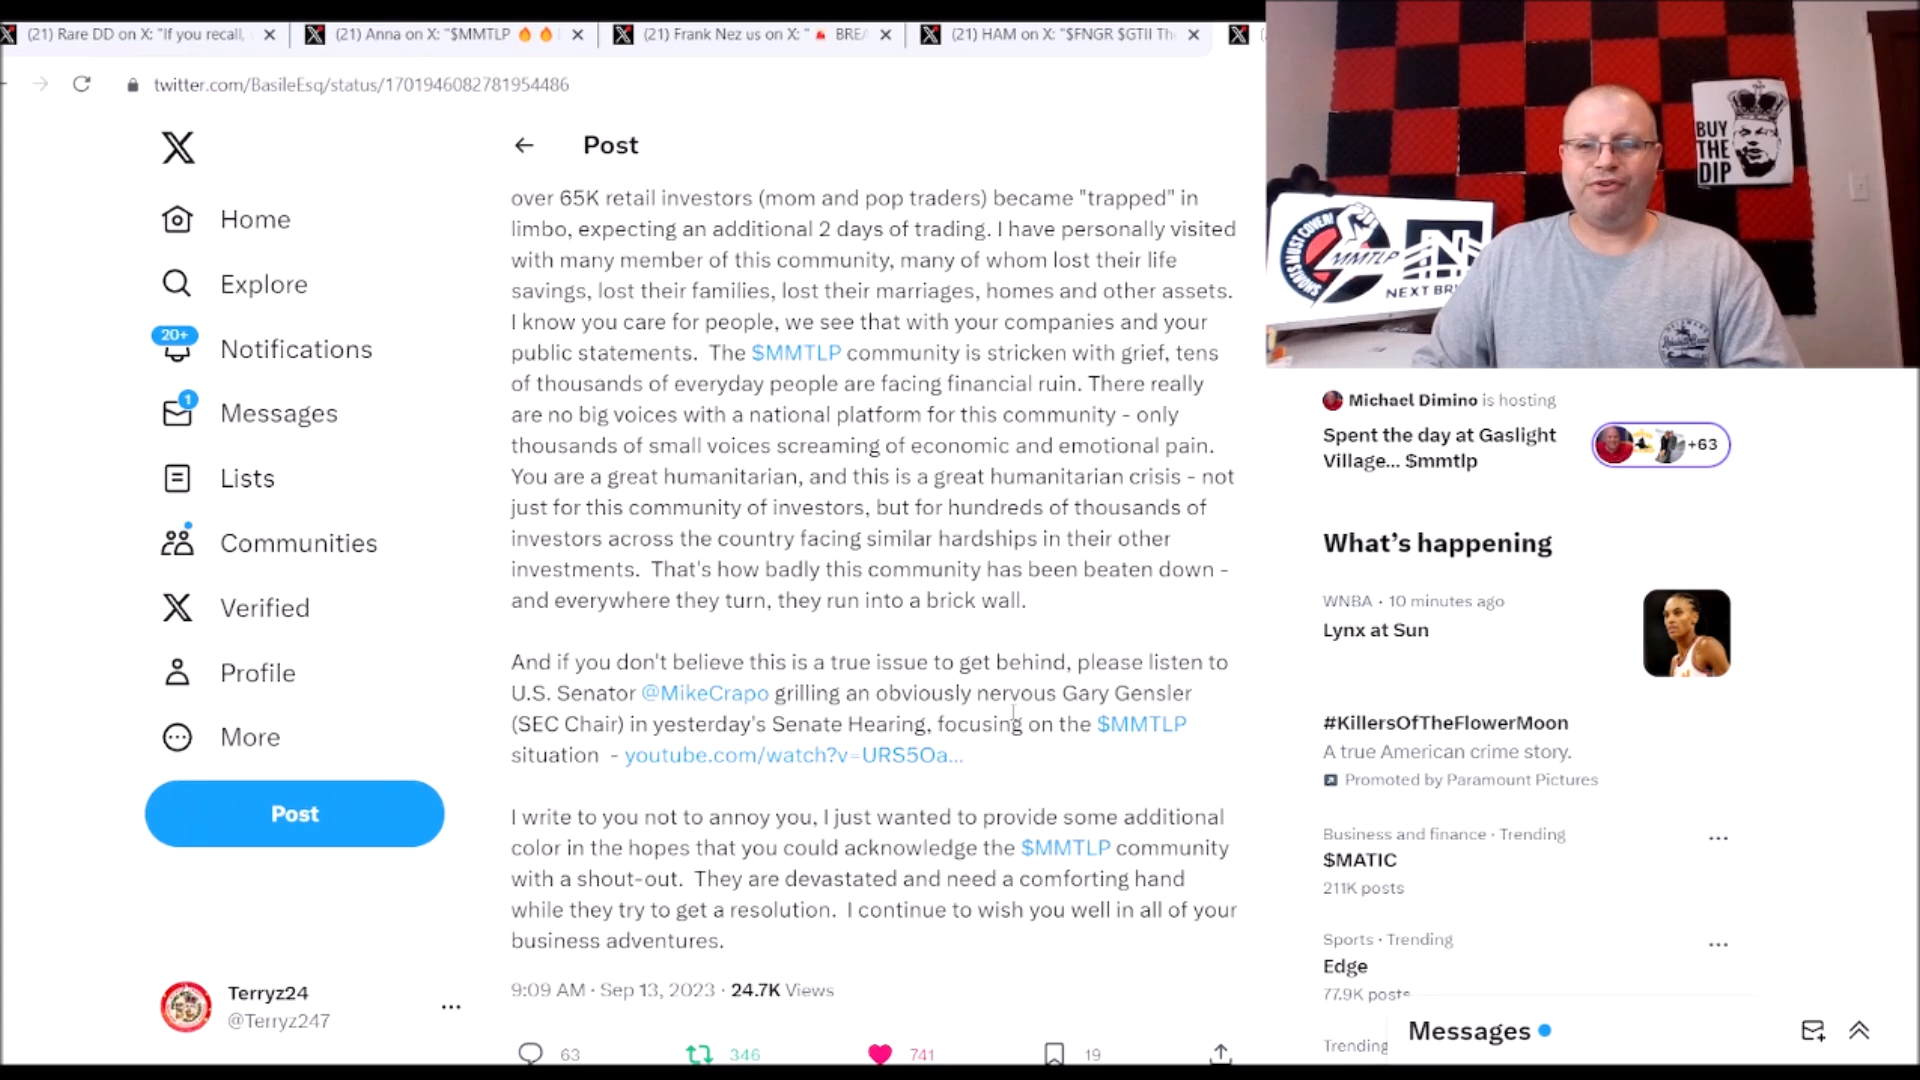 (21) Rare DD on X: "If you recall,
(21) Anna on X: "$MMTLP 🔥 🔥
(21) Frank Nez us on X: " 🚨 BREA
(21) HAM on X: "$FNGR $GTII Th
twitter.com/BasileEsq/status/1701946082781954486
Post
Home
Explore
20+
Notifications
1
Messages
Lists
Communities
Verified
Profile
More
Post
Terryz24
@Terryz247
over 65K retail investors (mom and pop traders) became "trapped" in
limbo, expecting an additional 2 days of trading. I have personally visited
with many member of this community, many of whom lost their life
savings, lost their families, lost their marriages, homes and other assets.
I know you care for people, we see that with your companies and your
public statements.  The $MMTLP community is stricken with grief, tens
of thousands of everyday people are facing financial ruin. There really
are no big voices with a national platform for this community - only
thousands of small voices screaming of economic and emotional pain.
You are a great humanitarian, and this is a great humanitarian crisis - not
just for this community of investors, but for hundreds of thousands of
investors across the country facing similar hardships in their other
investments.  That's how badly this community has been beaten down -
and everywhere they turn, they run into a brick wall.
And if you don't believe this is a true issue to get behind, please listen to
U.S. Senator @MikeCrapo grilling an obviously nervous Gary Gensler
(SEC Chair) in yesterday's Senate Hearing, focusing on the $MMTLP
situation  - youtube.com/watch?v=URS5Oa...
I write to you not to annoy you, I just wanted to provide some additional
color in the hopes that you could acknowledge the $MMTLP community
with a shout-out.  They are devastated and need a comforting hand
while they try to get a resolution.  I continue to wish you well in all of your
business adventures.
9:09 AM · Sep 13, 2023 · 24.7K Views
63
346
741
19
BUY
THE
DIP
SHORTS MUST COVER!
MMTLP
NEXT BR
Michael Dimino is hosting
Spent the day at Gaslight
Village... $mmtlp
+63
What's happening
WNBA · 10 minutes ago
Lynx at Sun
#KillersOfTheFlowerMoon
A true American crime story.
Promoted by Paramount Pictures
Business and finance · Trending
$MATIC
211K posts
Sports · Trending
Edge
77.9K posts
Trending
Messages